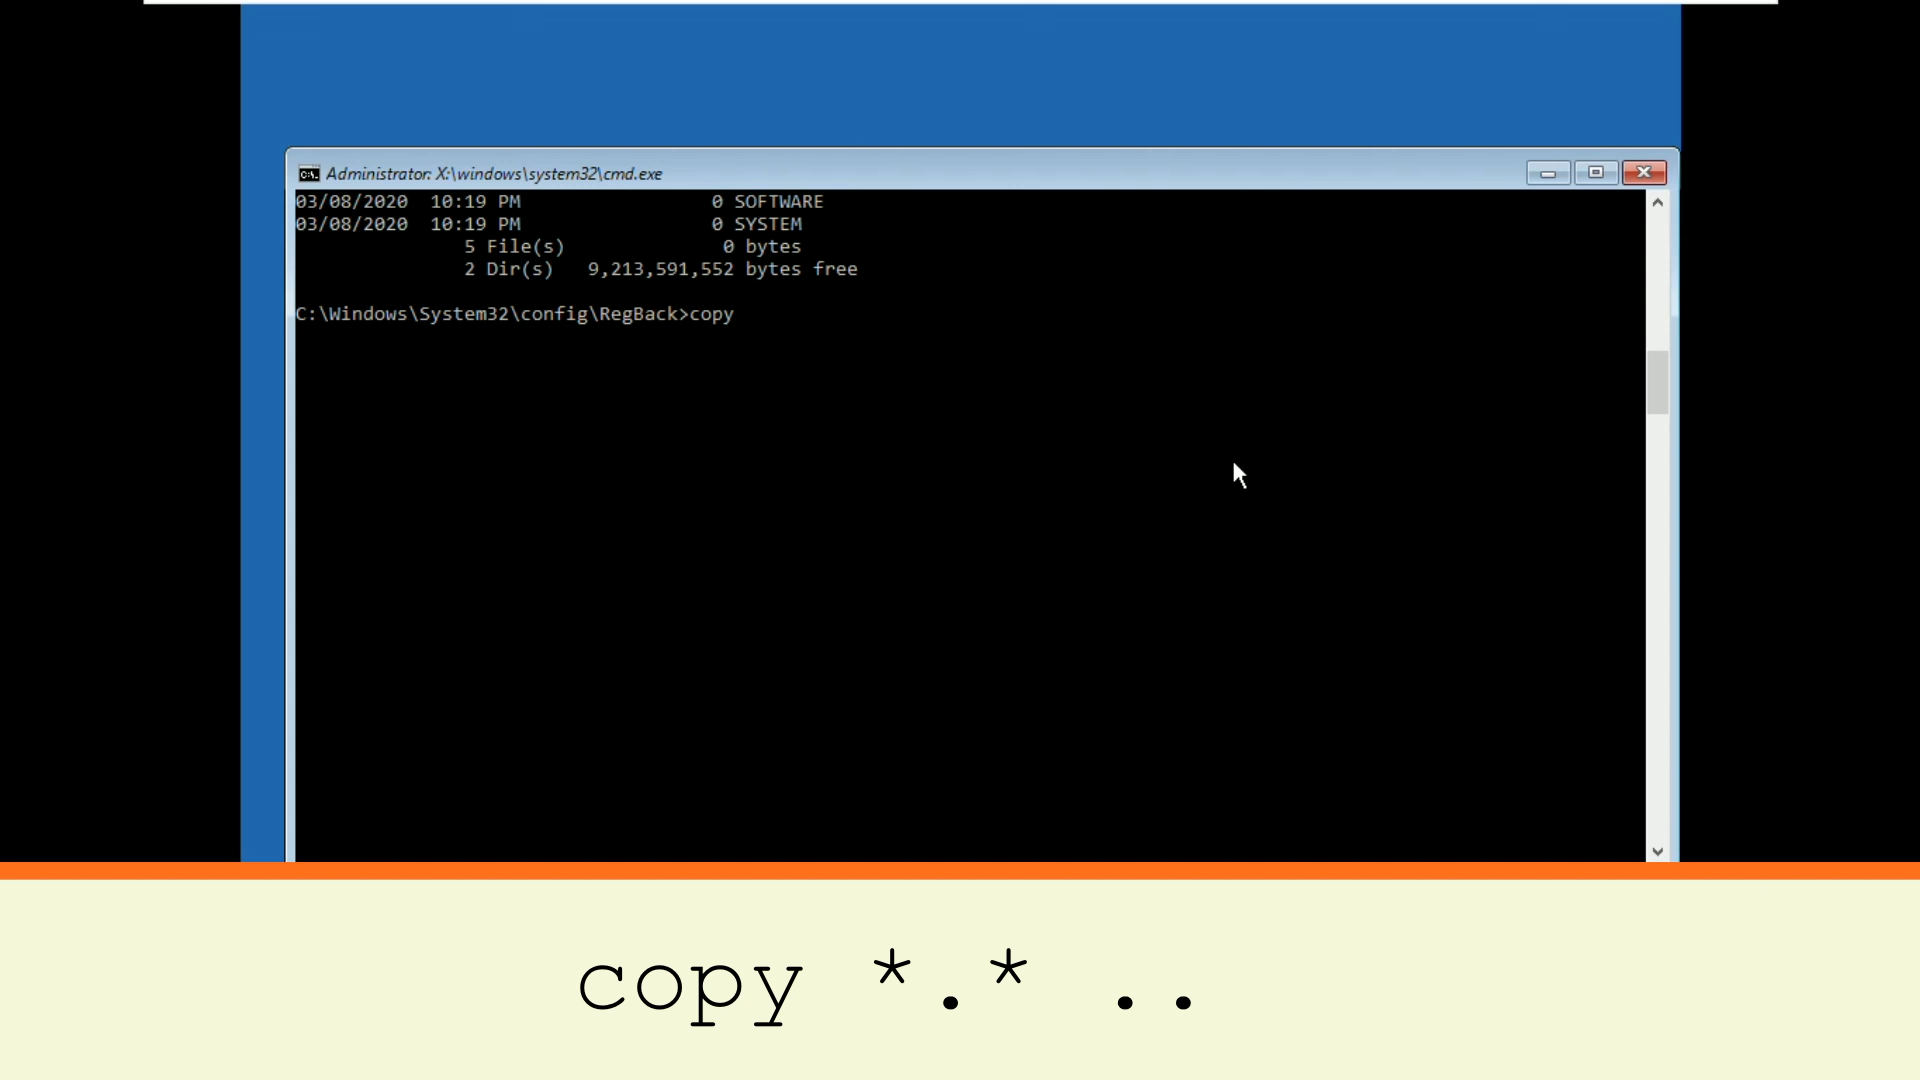 Administrator: X:\windows\system32\cmd.exe
03/08/2020  10:19 PM                 0 SOFTWARE
03/08/2020  10:19 PM                 0 SYSTEM
               5 File(s)              0 bytes
               2 Dir(s)   9,213,591,552 bytes free
C:\Windows\System32\config\RegBack>copy
copy *.* ..